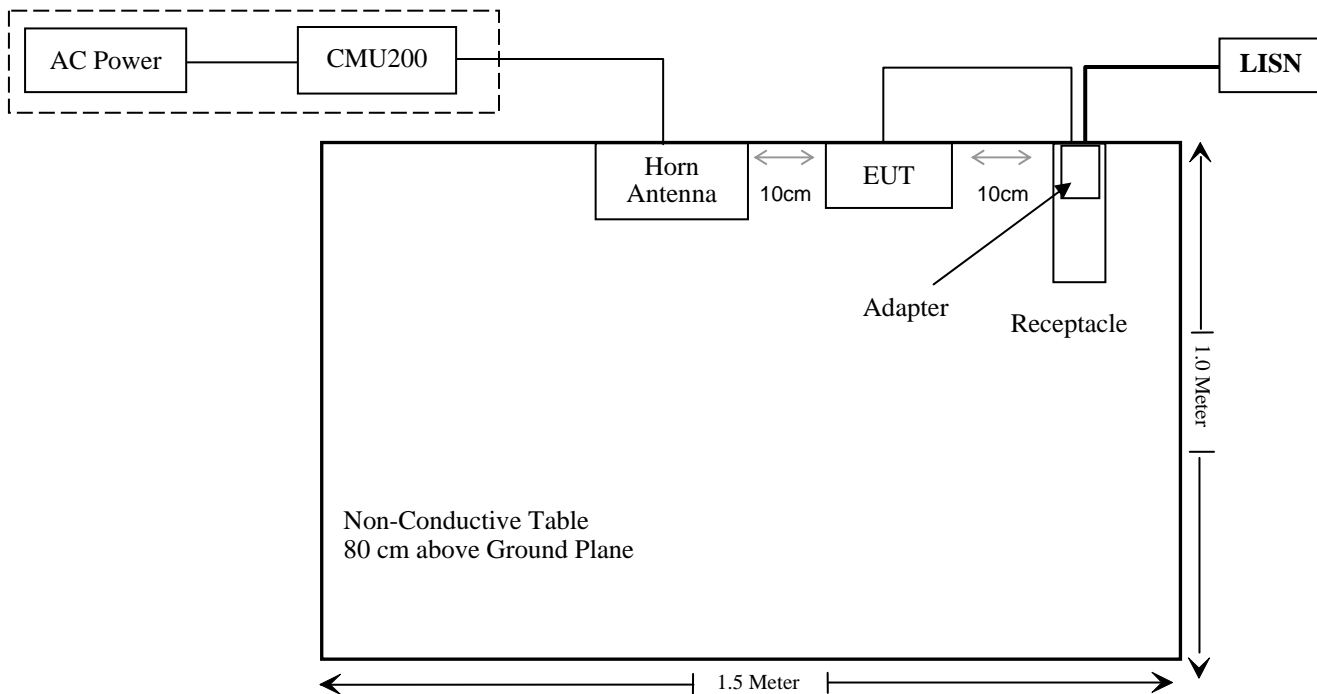 AC Power
CMU200
LISN
Horn
Antenna
10cm
EUT
10cm
Adapter
Receptacle
1.0 Meter
Non-Conductive Table
80 cm above Ground Plane
1.5 Meter